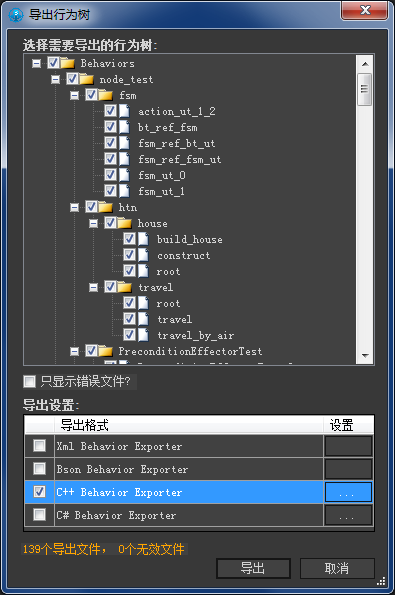 导出行为树
选择需要导出的行为树:
Behaviors
node_test
fsm
action_ut_1_2
bt_ref_fsm
fsm_ref_bt_ut
fsm_ref_fsm_ut
fsm_ut_0
fsm_ut_1
htn
house
build_house
construct
root
travel
root
travel
travel_by_air
PreconditionEffectorTest
只显示错误文件?
导出设置:
导出格式 设置
Xml Behavior Exporter
Bson Behavior Exporter
C++ Behavior Exporter ...
C# Behavior Exporter ...
139个导出文件, 0个无效文件
导出 取消